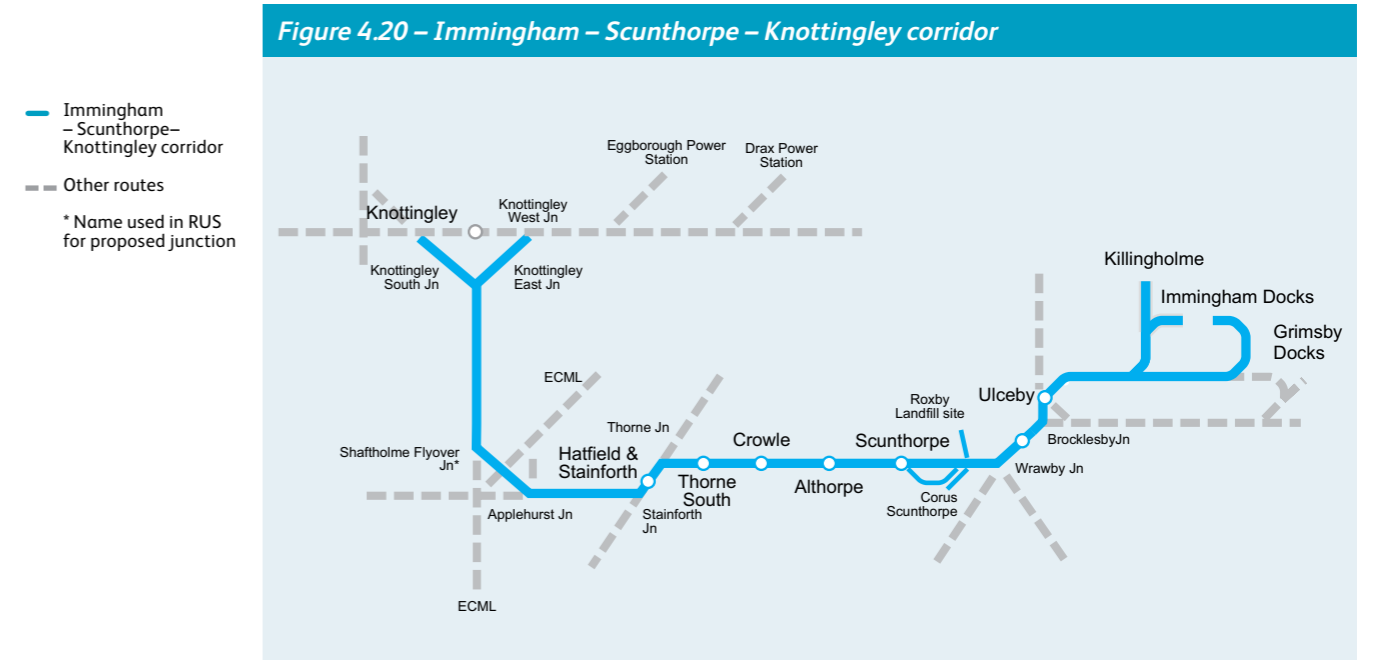 Figure 4.20 – Immingham – Scunthorpe – Knottingley corridor
Immingham
– Scunthorpe–
Knottingley corridor
Other routes
* Name used in RUS
for proposed junction
Eggborough Power
Station
Drax Power
Station
Knottingley
Knottingley
West Jn
Knottingley
South Jn
Knottingley
East Jn
Killingholme
Immingham Docks
Grimsby
Docks
ECML
Ulceby
Roxby
Landfill site
Thorne Jn
Crowle
Scunthorpe
BrocklesbyJn
Shaftholme Flyover
Jn*
Hatfield &
Stainforth
Wrawby Jn
Thorne
South
Althorpe
Corus
Scunthorpe
Applehurst Jn
Stainforth
Jn
ECML